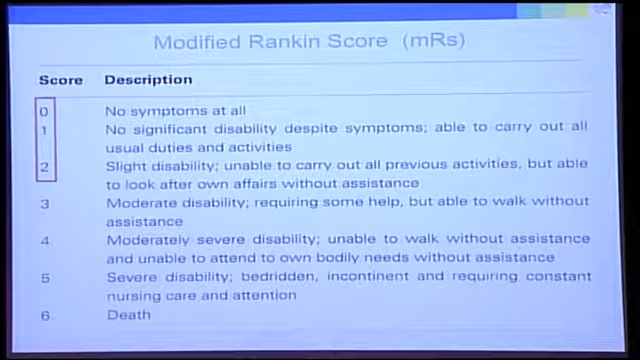 Modified Rankin Score (mRs)
Score Description
0 No symptoms at all
1 No significant disability despite symptoms; able to carry out all
usual duties and activities
2 Slight disability; unable to carry out all previous activities, but able
to look after own affairs without assistance
3 Moderate disability; requiring some help, but able to walk without
assistance
4 Moderately severe disability; unable to walk without assistance
and unable to attend to own bodily needs without assistance
5 Severe disability; bedridden, incontinent and requiring constant
nursing care and attention
6 Death